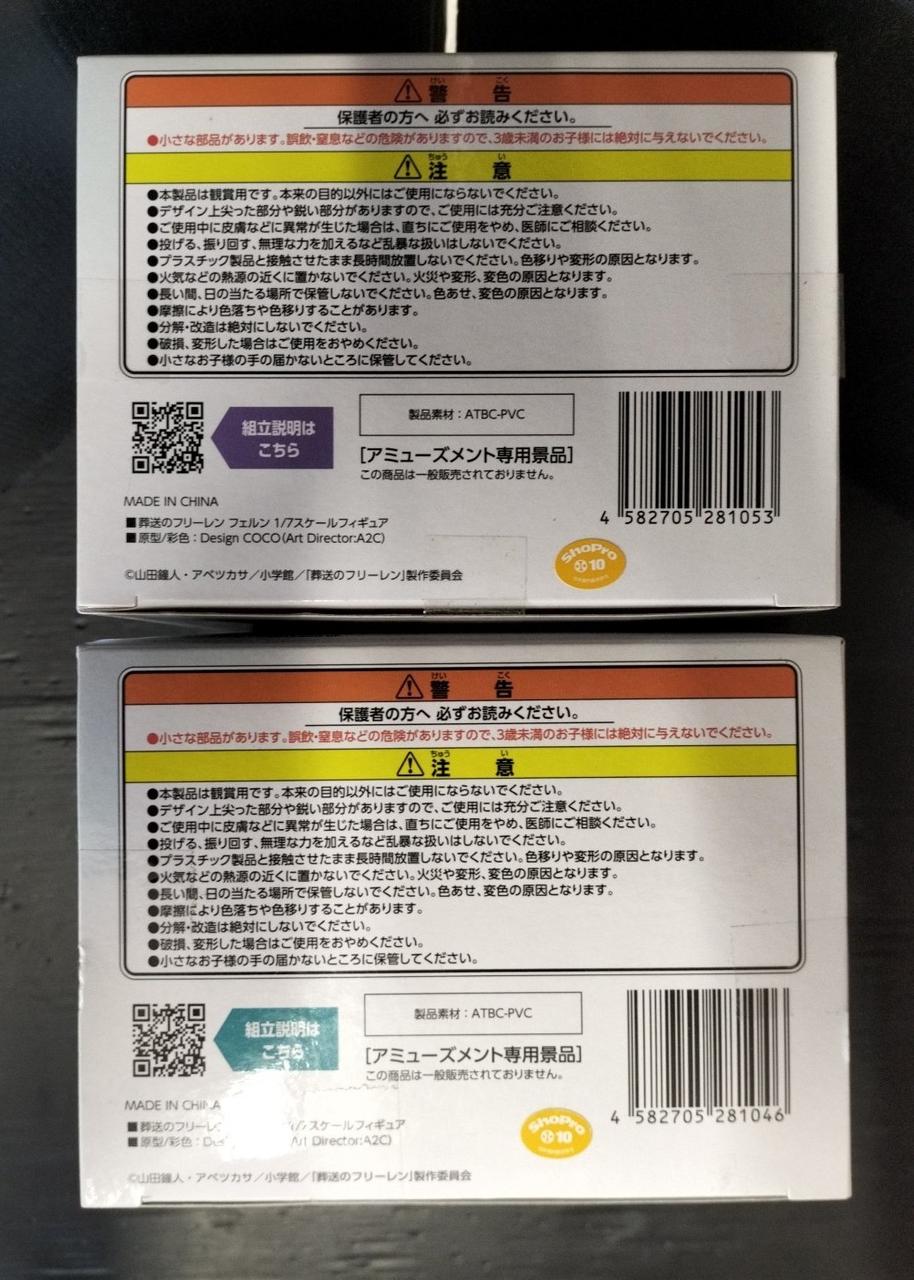 けい こく
警 告
保護者の方へ 必ずお読みください。
●小さな部品があります。誤飲・窒息などの危険がありますので、3歳未満のお子様には絶対に与えないでください。
ちゅう い
注 意
●本製品は観賞用です。本来の目的以外にはご使用にならないでください。
●デザイン上尖った部分や鋭い部分がありますので、ご使用には充分ご注意ください。
●ご使用中に皮膚などに異常が生じた場合は、直ちにご使用をやめ、医師にご相談ください。
●投げる、振り回す、無理な力を加えるなど乱暴な扱いはしないでください。
●プラスチック製品と接触させたまま長時間放置しないでください。色移りや変形の原因となります。
●火気などの熱源の近くに置かないでください。火災や変形、変色の原因となります。
●長い間、日の当たる場所で保管しないでください。色あせ、変色の原因となります。
●摩擦により色落ちや色移りすることがあります。
●分解・改造は絶対にしないでください。
●破損、変形した場合はご使用をおやめください。
●小さなお子様の手の届かないところに保管してください。
組立説明は
こちら
製品素材：ATBC-PVC
[アミューズメント専用景品]
この商品は一般販売されておりません。
4 582705 281053
MADE IN CHINA
■葬送のフリーレン フェルン 1/7スケールフィギュア
■原型/彩色：Design COCO(Art Director:A2C)
©山田鐘人・アベツカサ／小学館／「葬送のフリーレン」製作委員会
ShoPro
10
けい こく
警 告
保護者の方へ 必ずお読みください。
●小さな部品があります。誤飲・窒息などの危険がありますので、3歳未満のお子様には絶対に与えないでください。
ちゅう い
注 意
●本製品は観賞用です。本来の目的以外にはご使用にならないでください。
●デザイン上尖った部分や鋭い部分がありますので、ご使用には充分ご注意ください。
●ご使用中に皮膚などに異常が生じた場合は、直ちにご使用をやめ、医師にご相談ください。
●投げる、振り回す、無理な力を加えるなど乱暴な扱いはしないでください。
●プラスチック製品と接触させたまま長時間放置しないでください。色移りや変形の原因となります。
●火気などの熱源の近くに置かないでください。火災や変形、変色の原因となります。
●長い間、日の当たる場所で保管しないでください。色あせ、変色の原因となります。
●摩擦により色落ちや色移りすることがあります。
●分解・改造は絶対にしないでください。
●破損、変形した場合はご使用をおやめください。
●小さなお子様の手の届かないところに保管してください。
組立説明は
こちら
製品素材：ATBC-PVC
[アミューズメント専用景品]
この商品は一般販売されておりません。
4 582705 281046
MADE IN CHINA
■葬送のフリーレ スケールフィギュア
■原型/彩色： Art Director:A2C)
©山田鐘人・アベツカサ／小学館／「葬送のフリーレン」製作委員会
ShoPro
10